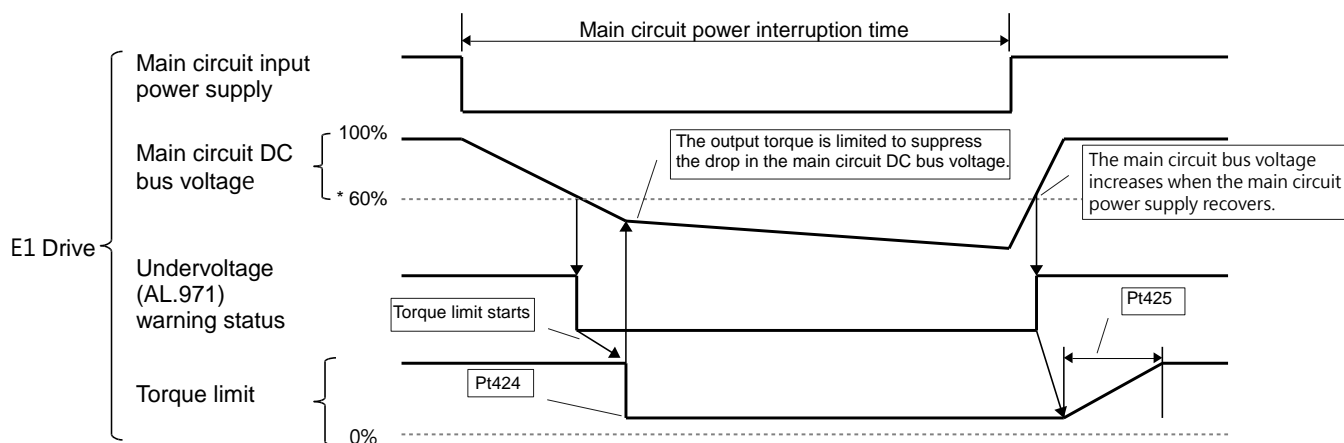 Main circuit power interruption time
Main circuit input
power supply
100%
Main circuit DC
bus voltage
* 60%
The output torque is limited to suppress
the drop in the main circuit DC bus voltage.
The main circuit bus voltage
increases when the main circuit
power supply recovers.
E1 Drive
Undervoltage
(AL.971)
warning status
Torque limit starts
Pt425
Torque limit
Pt424
0%